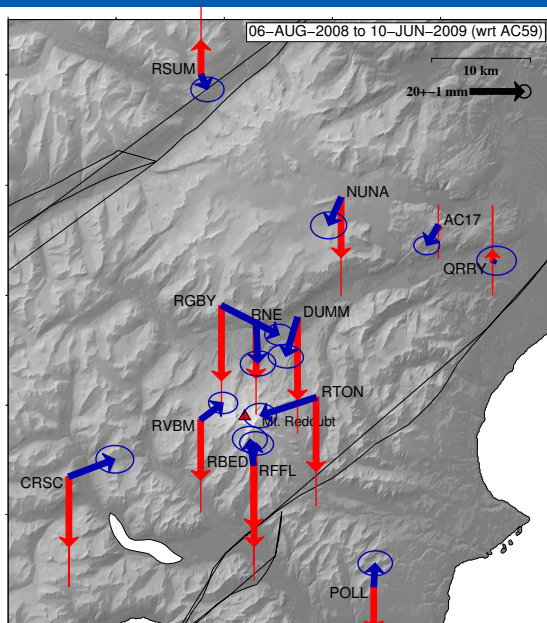 06-AUG-2008 to 10-JUN-2009 (wrt AC59)
RSUM
10 km
20+-1 mm
NUNA
AC17
QRRY
RGBY
RNE
DUMM
RTON
RVBM
Mt. Redoubt
RBED
RFFL
CRSC
POLL